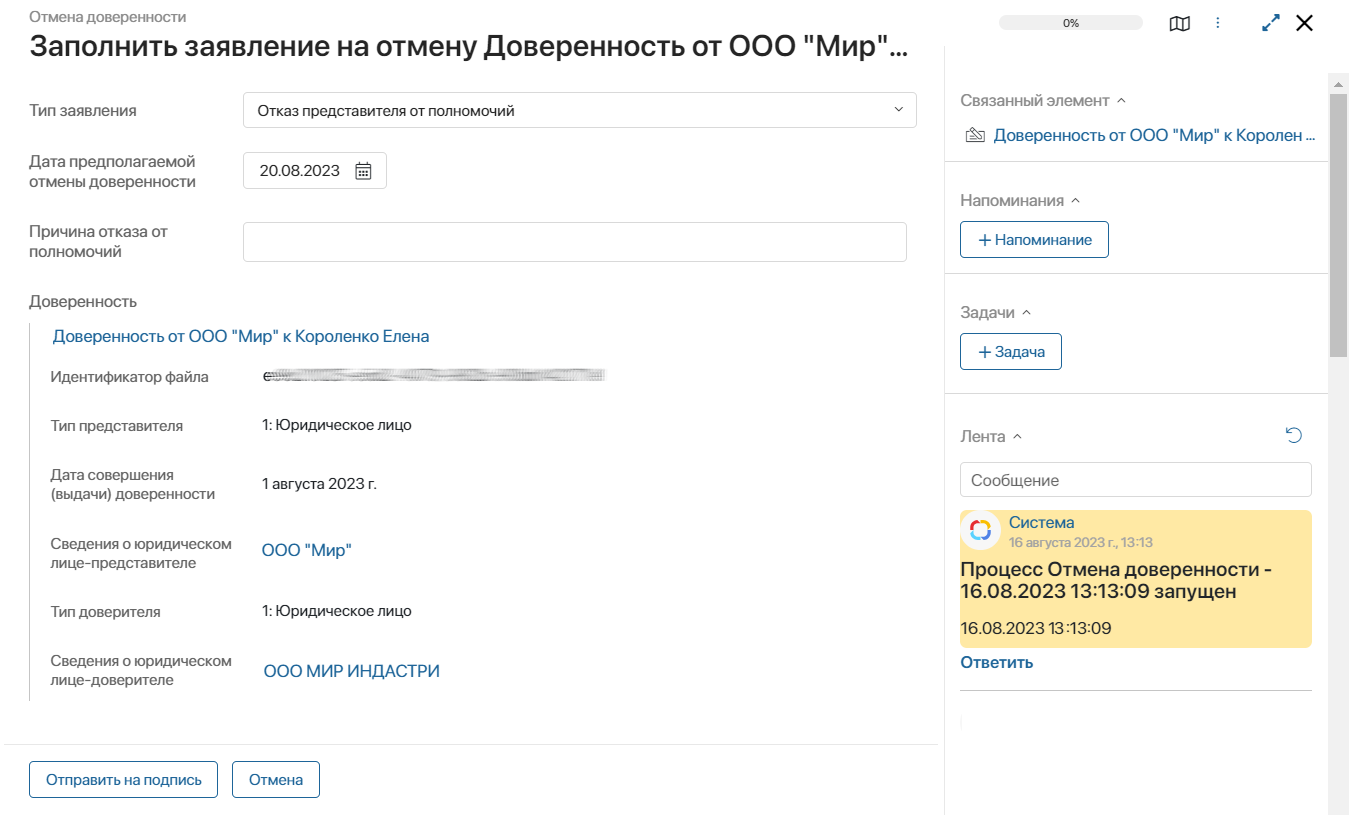 Отмена доверенности
Заполнить заявление на отмену Доверенность от ООО "Мир"...
0%
Тип заявления
Отказ представителя от полномочий
Дата предполагаемой
отмены доверенности
20.08.2023
Причина отказа от
полномочий
Доверенность
Доверенность от ООО "Мир" к Короленко Елена
Идентификатор файла
Тип представителя
1: Юридическое лицо
Дата совершения
(выдачи) доверенности
1 августа 2023 г.
Сведения о юридическом
лице-представителе
ООО "Мир"
Тип доверителя
1: Юридическое лицо
Сведения о юридическом
лице-доверителе
ООО МИР ИНДАСТРИ
Отправить на подпись
Отмена
Связанный элемент
Доверенность от ООО "Мир" к Королен ...
Напоминания
+ Напоминание
Задачи
+ Задача
Лента
Сообщение
Система
16 августа 2023 г., 13:13
Процесс Отмена доверенности -
16.08.2023 13:13:09 запущен
16.08.2023 13:13:09
Ответить